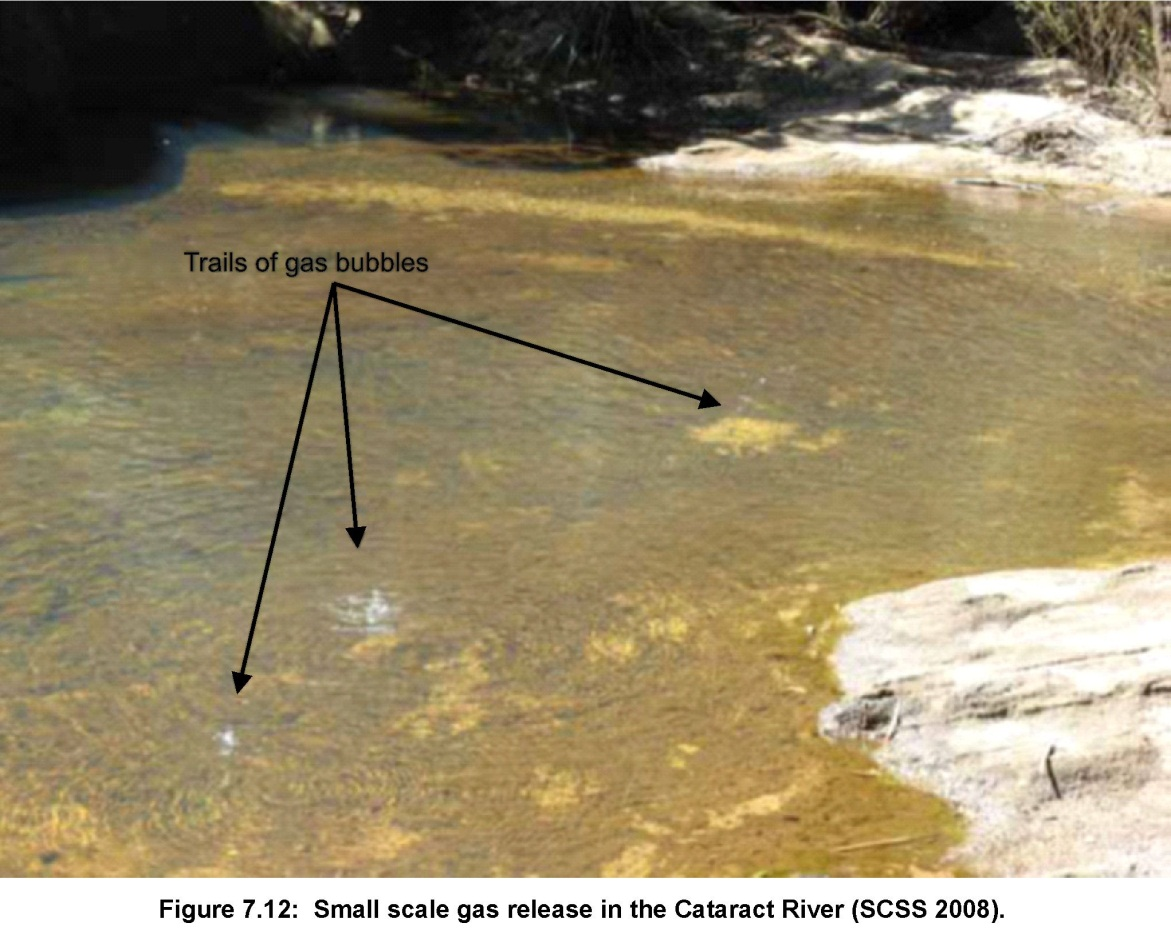 Trails of gas bubbles
Figure 7.12:  Small scale gas release in the Cataract River (SCSS 2008).